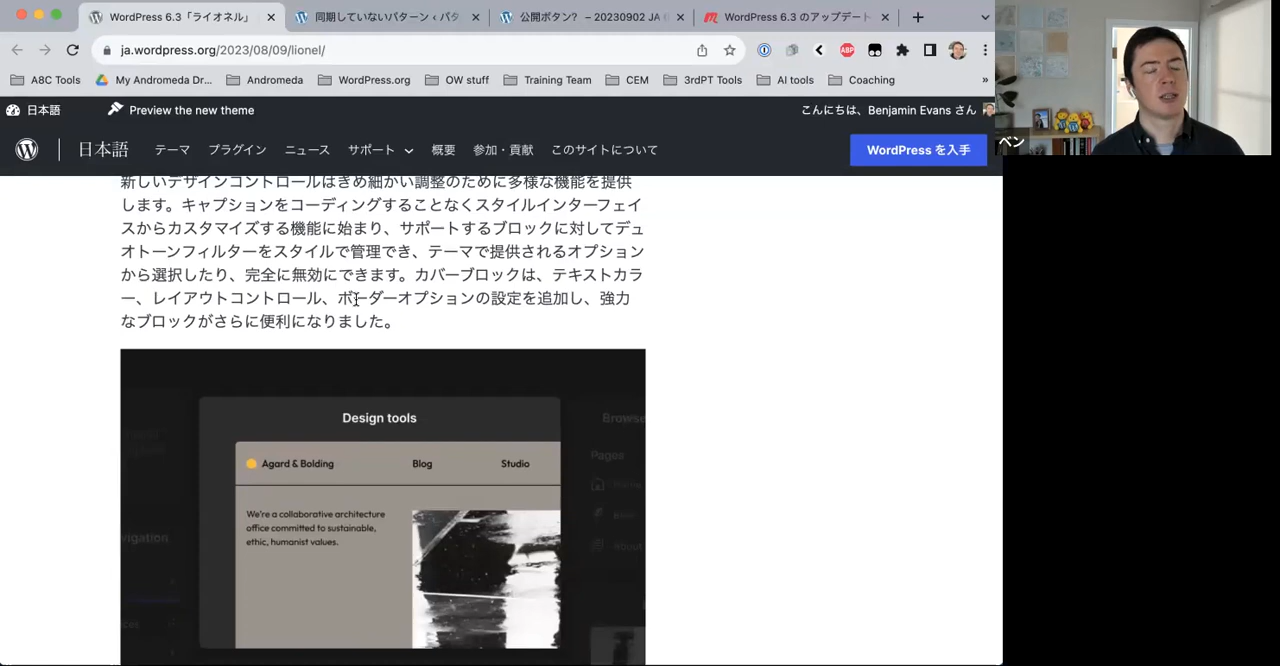 WordPress 6.3「ライオネル」
同期していないパターン ‹ パタ
公開ボタン? – 20230902 JA
WordPress 6.3 のアップデート
ja.wordpress.org/2023/08/09/lionel/
ABP
A8C Tools
My Andromeda Dr...
Andromeda
WordPress.org
OW stuff
Training Team
CEM
3rdPT Tools
AI tools
Coaching
»
日本語
Preview the new theme
こんにちは、Benjamin Evans さん
日本語
テーマ
プラグイン
ニュース
サポート
概要
参加・貢献
このサイトについて
WordPress を入手
ベン
新しいデザインコントロールはきめ細かい調整のために多様な機能を提供
します。キャプションをコーディングすることなくスタイルインターフェイ
スからカスタマイズする機能に始まり、サポートするブロックに対してデュ
オトーンフィルターをスタイルで管理でき、テーマで提供されるオプション
から選択したり、完全に無効にできます。カバーブロックは、テキストカラ
ー、レイアウトコントロール、ボーダーオプションの設定を追加し、強力
なブロックがさらに便利になりました。
Design tools
Browse
Agard & Bolding
Blog
Studio
Pages
We're a collaborative architecture
office committed to sustainable,
ethic, humanist values.
About